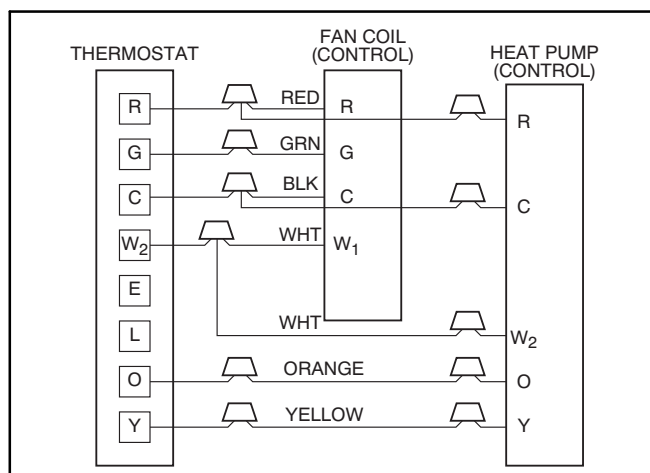 THERMOSTAT
FAN COIL
(CONTROL)
HEAT PUMP
(CONTROL)
R RED R R
G GRN G
C BLK C C
W2 WHT W1
E
L WHT W2
O ORANGE O
Y YELLOW Y